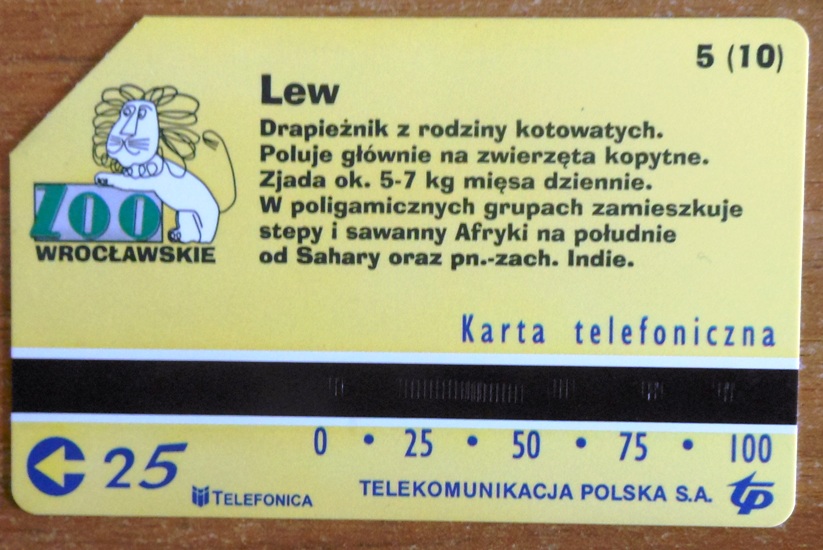 5 (10)
Lew
Drapieżnik z rodziny kotowatych.
Poluje głównie na zwierzęta kopytne.
Zjada ok. 5-7 kg mięsa dziennie.
W poligamicznych grupach zamieszkuje
stepy i sawanny Afryki na południe
od Sahary oraz pn.-zach. Indie.
ZOO
WROCŁAWSKIE
Karta telefoniczna
0 • 25 • 50 • 75 • 100
25
TELEFONICA
TELEKOMUNIKACJA POLSKA S.A.
tp